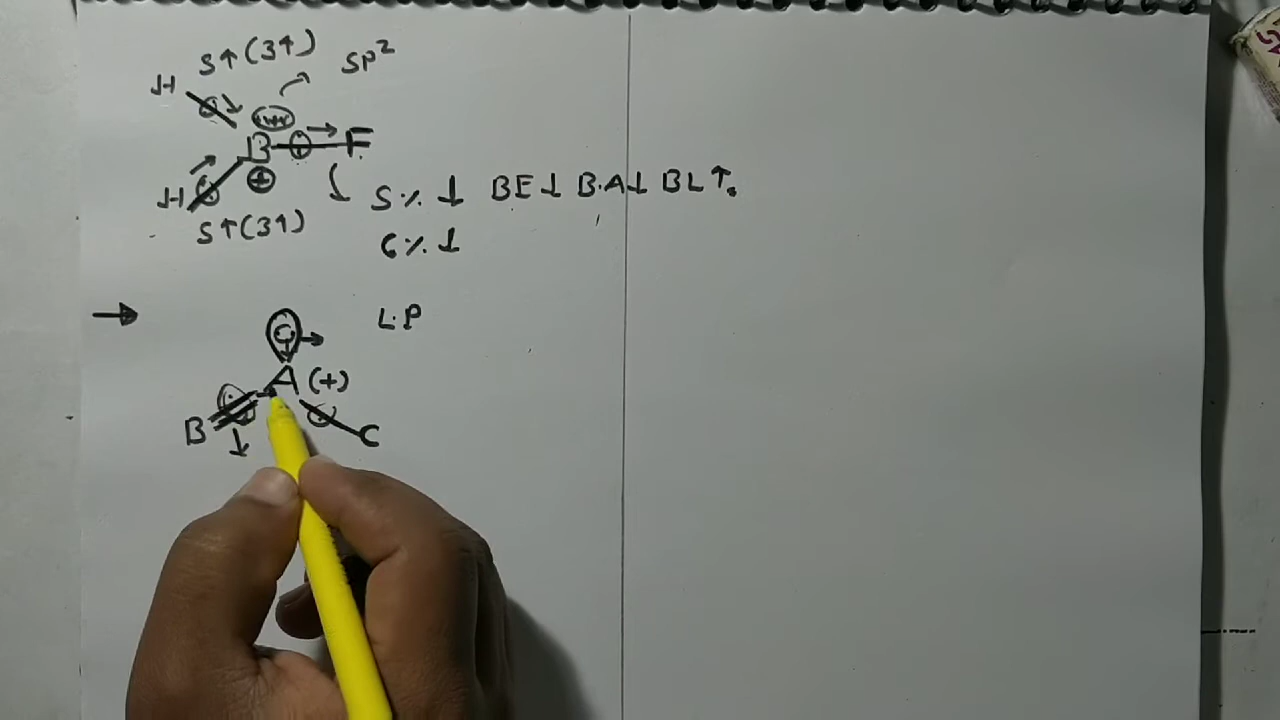 S↑(3↑) SP²
H
B F
⊕
H
S↑(3↑)
S% ↓ BE↓ B.A↓ BL↑.
% ↓
→ L.P
A (+)
B C